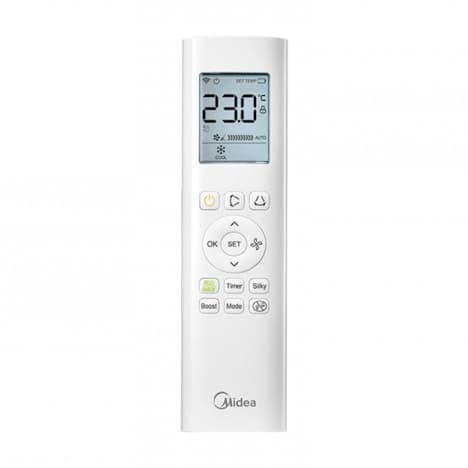 SET TEMP
23.0 °C
AUTO
COOL
OK SET
Timer Silky
Boost Mode
Midea